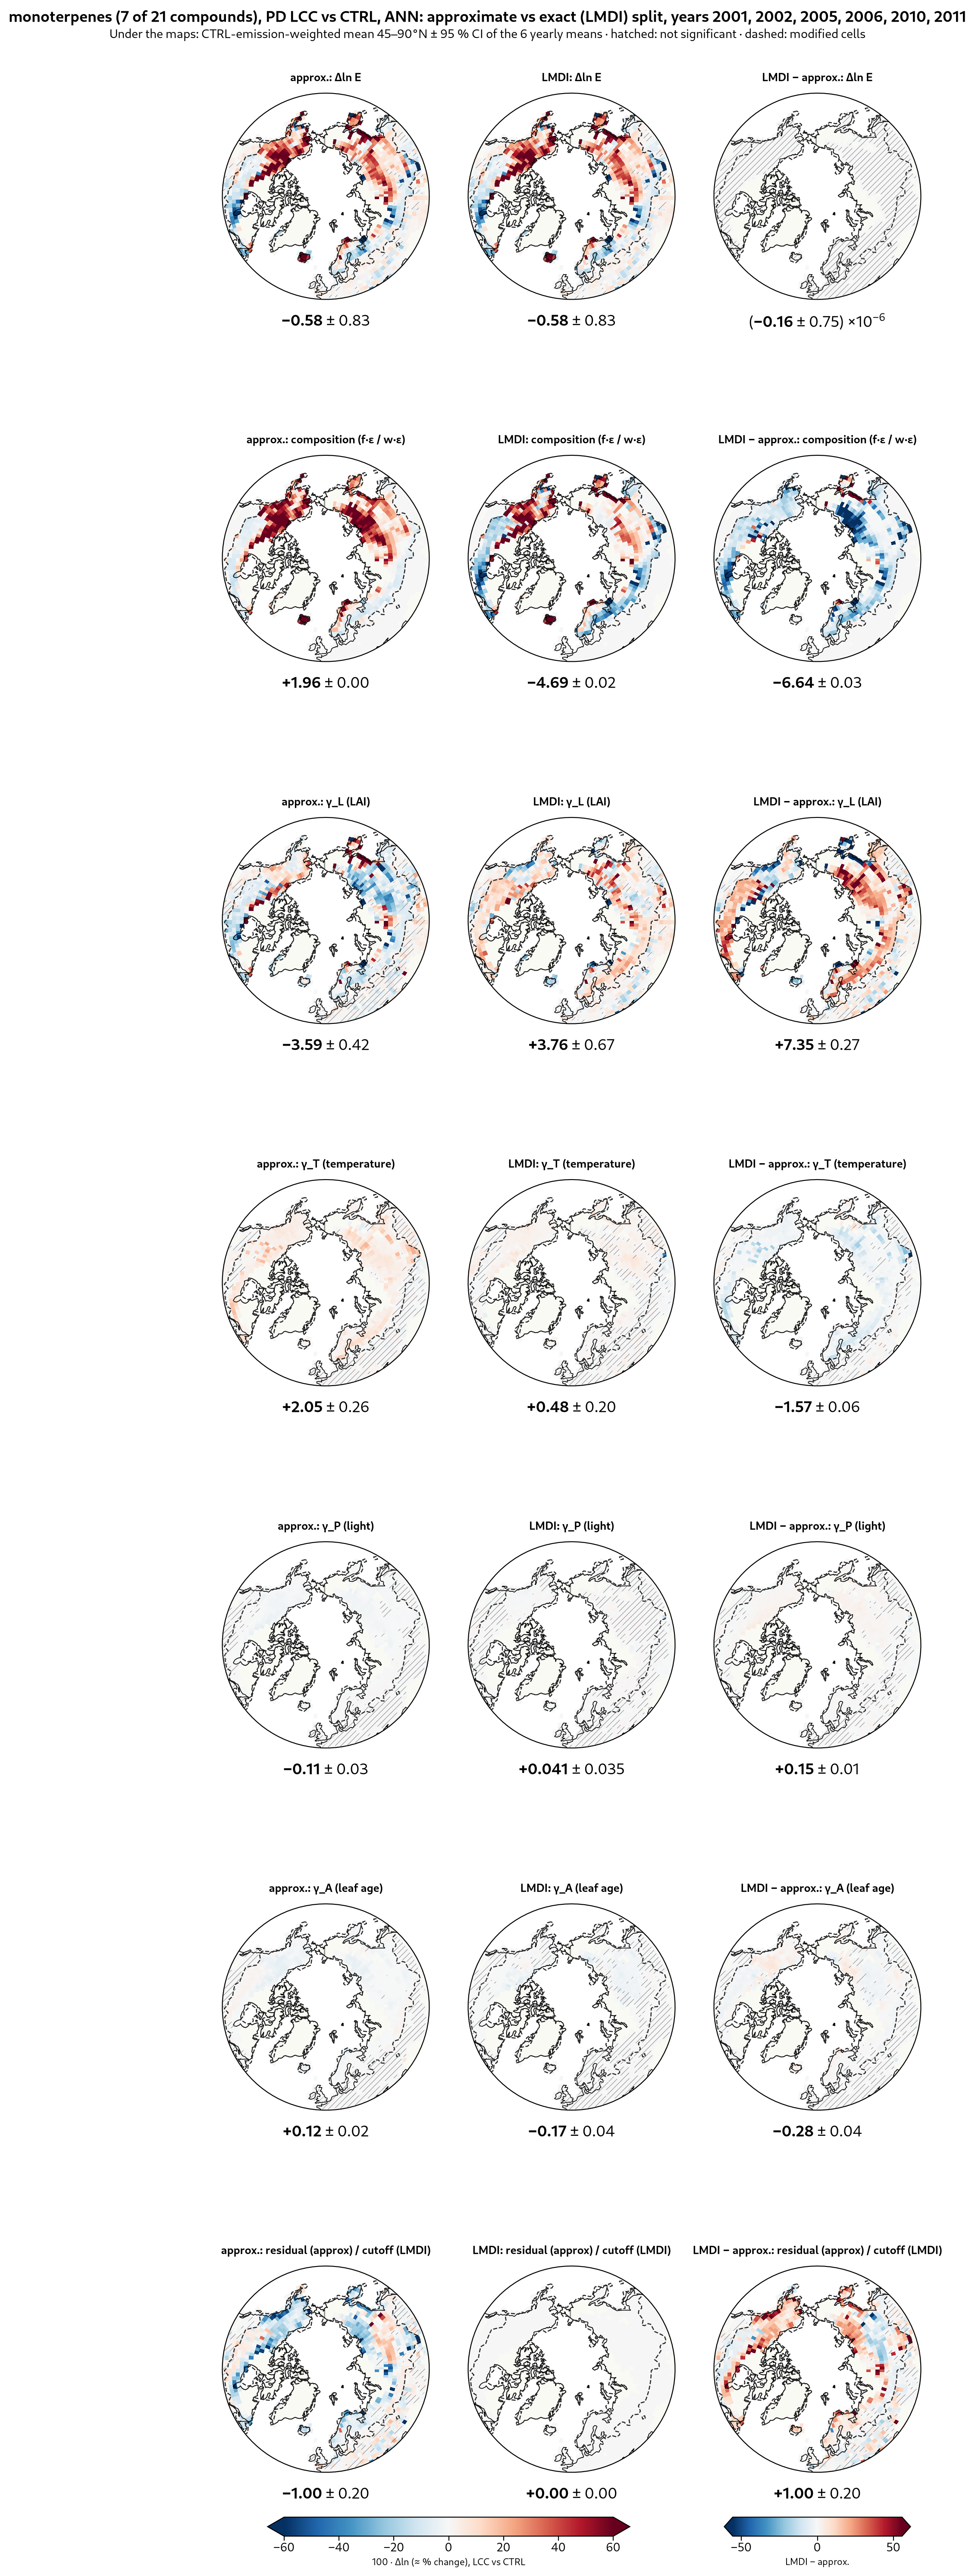 monoterpenes (7 of 21 compounds), PD LCC vs CTRL, ANN: approximate vs exact (LMDI) split, years 2001, 2002, 2005, 2006, 2010, 2011
Under the maps: CTRL-emission-weighted mean 45–90°N ± 95 % CI of the 6 yearly means · hatched: not significant · dashed: modified cells
approx.: Δln E LMDI: Δln E LMDI − approx.: Δln E
−0.58 ± 0.83 −0.58 ± 0.83 (−0.16 ± 0.75) ×10⁻⁶
approx.: composition (f·ε / w·ε) LMDI: composition (f·ε / w·ε) LMDI − approx.: composition (f·ε / w·ε)
+1.96 ± 0.00 −4.69 ± 0.02 −6.64 ± 0.03
approx.: γ_L (LAI) LMDI: γ_L (LAI) LMDI − approx.: γ_L (LAI)
−3.59 ± 0.42 +3.76 ± 0.67 +7.35 ± 0.27
approx.: γ_T (temperature) LMDI: γ_T (temperature) LMDI − approx.: γ_T (temperature)
+2.05 ± 0.26 +0.48 ± 0.20 −1.57 ± 0.06
approx.: γ_P (light) LMDI: γ_P (light) LMDI − approx.: γ_P (light)
−0.11 ± 0.03 +0.041 ± 0.035 +0.15 ± 0.01
approx.: γ_A (leaf age) LMDI: γ_A (leaf age) LMDI − approx.: γ_A (leaf age)
+0.12 ± 0.02 −0.17 ± 0.04 −0.28 ± 0.04
approx.: residual (approx) / cutoff (LMDI) LMDI: residual (approx) / cutoff (LMDI) LMDI − approx.: residual (approx) / cutoff (LMDI)
−1.00 ± 0.20 +0.00 ± 0.00 +1.00 ± 0.20
−60 −40 −20 0 20 40 60 −50 0 50
100 · Δln (≈ % change), LCC vs CTRL LMDI − approx.